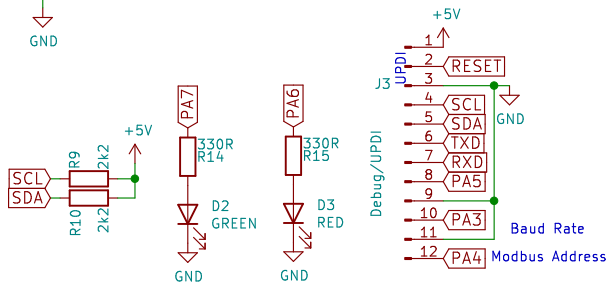 GND
+5V
1
2
RESET
UPDI
J3
3
GND
4
SCL
5
SDA
6
TXD
7
RXD
8
PA5
9
10
PA3
11
12
PA4
Debug/UPDI
Baud Rate
Modbus Address
PA7
330R
R14
D2
GREEN
GND
PA6
330R
R15
D3
RED
GND
+5V
R9
2k2
SCL
SDA
R10
2k2